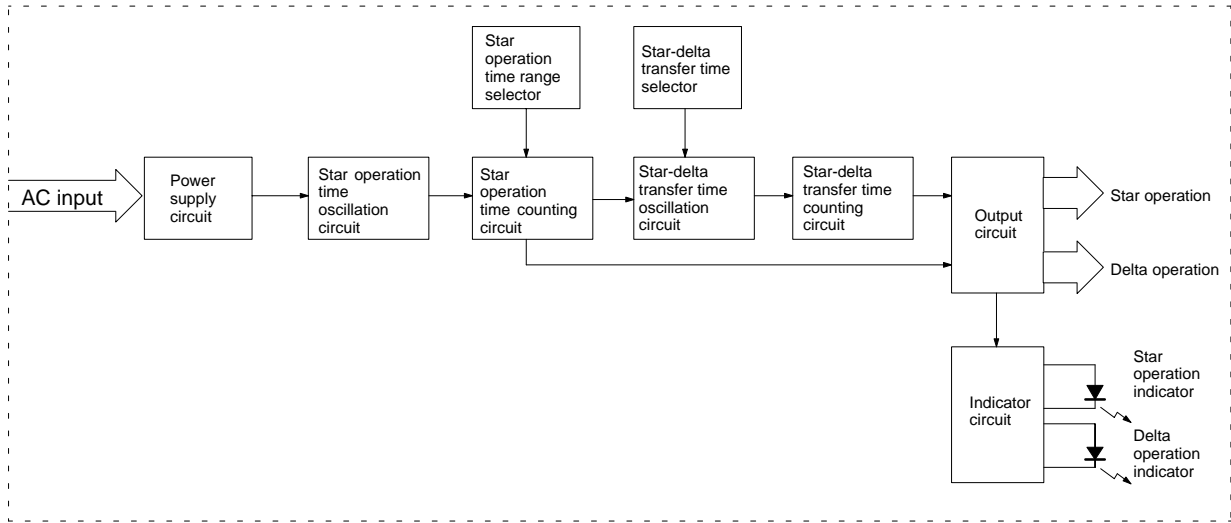 Star
operation
time range
selector
Star-delta
transfer time
selector
AC input
Power
supply
circuit
Star operation
time
oscillation
circuit
Star
operation
time counting
circuit
Star-delta
transfer time
oscillation
circuit
Star-delta
transfer time
counting
circuit
Output
circuit
Star operation
Delta operation
Indicator
circuit
Star
operation
indicator
Delta
operation
indicator